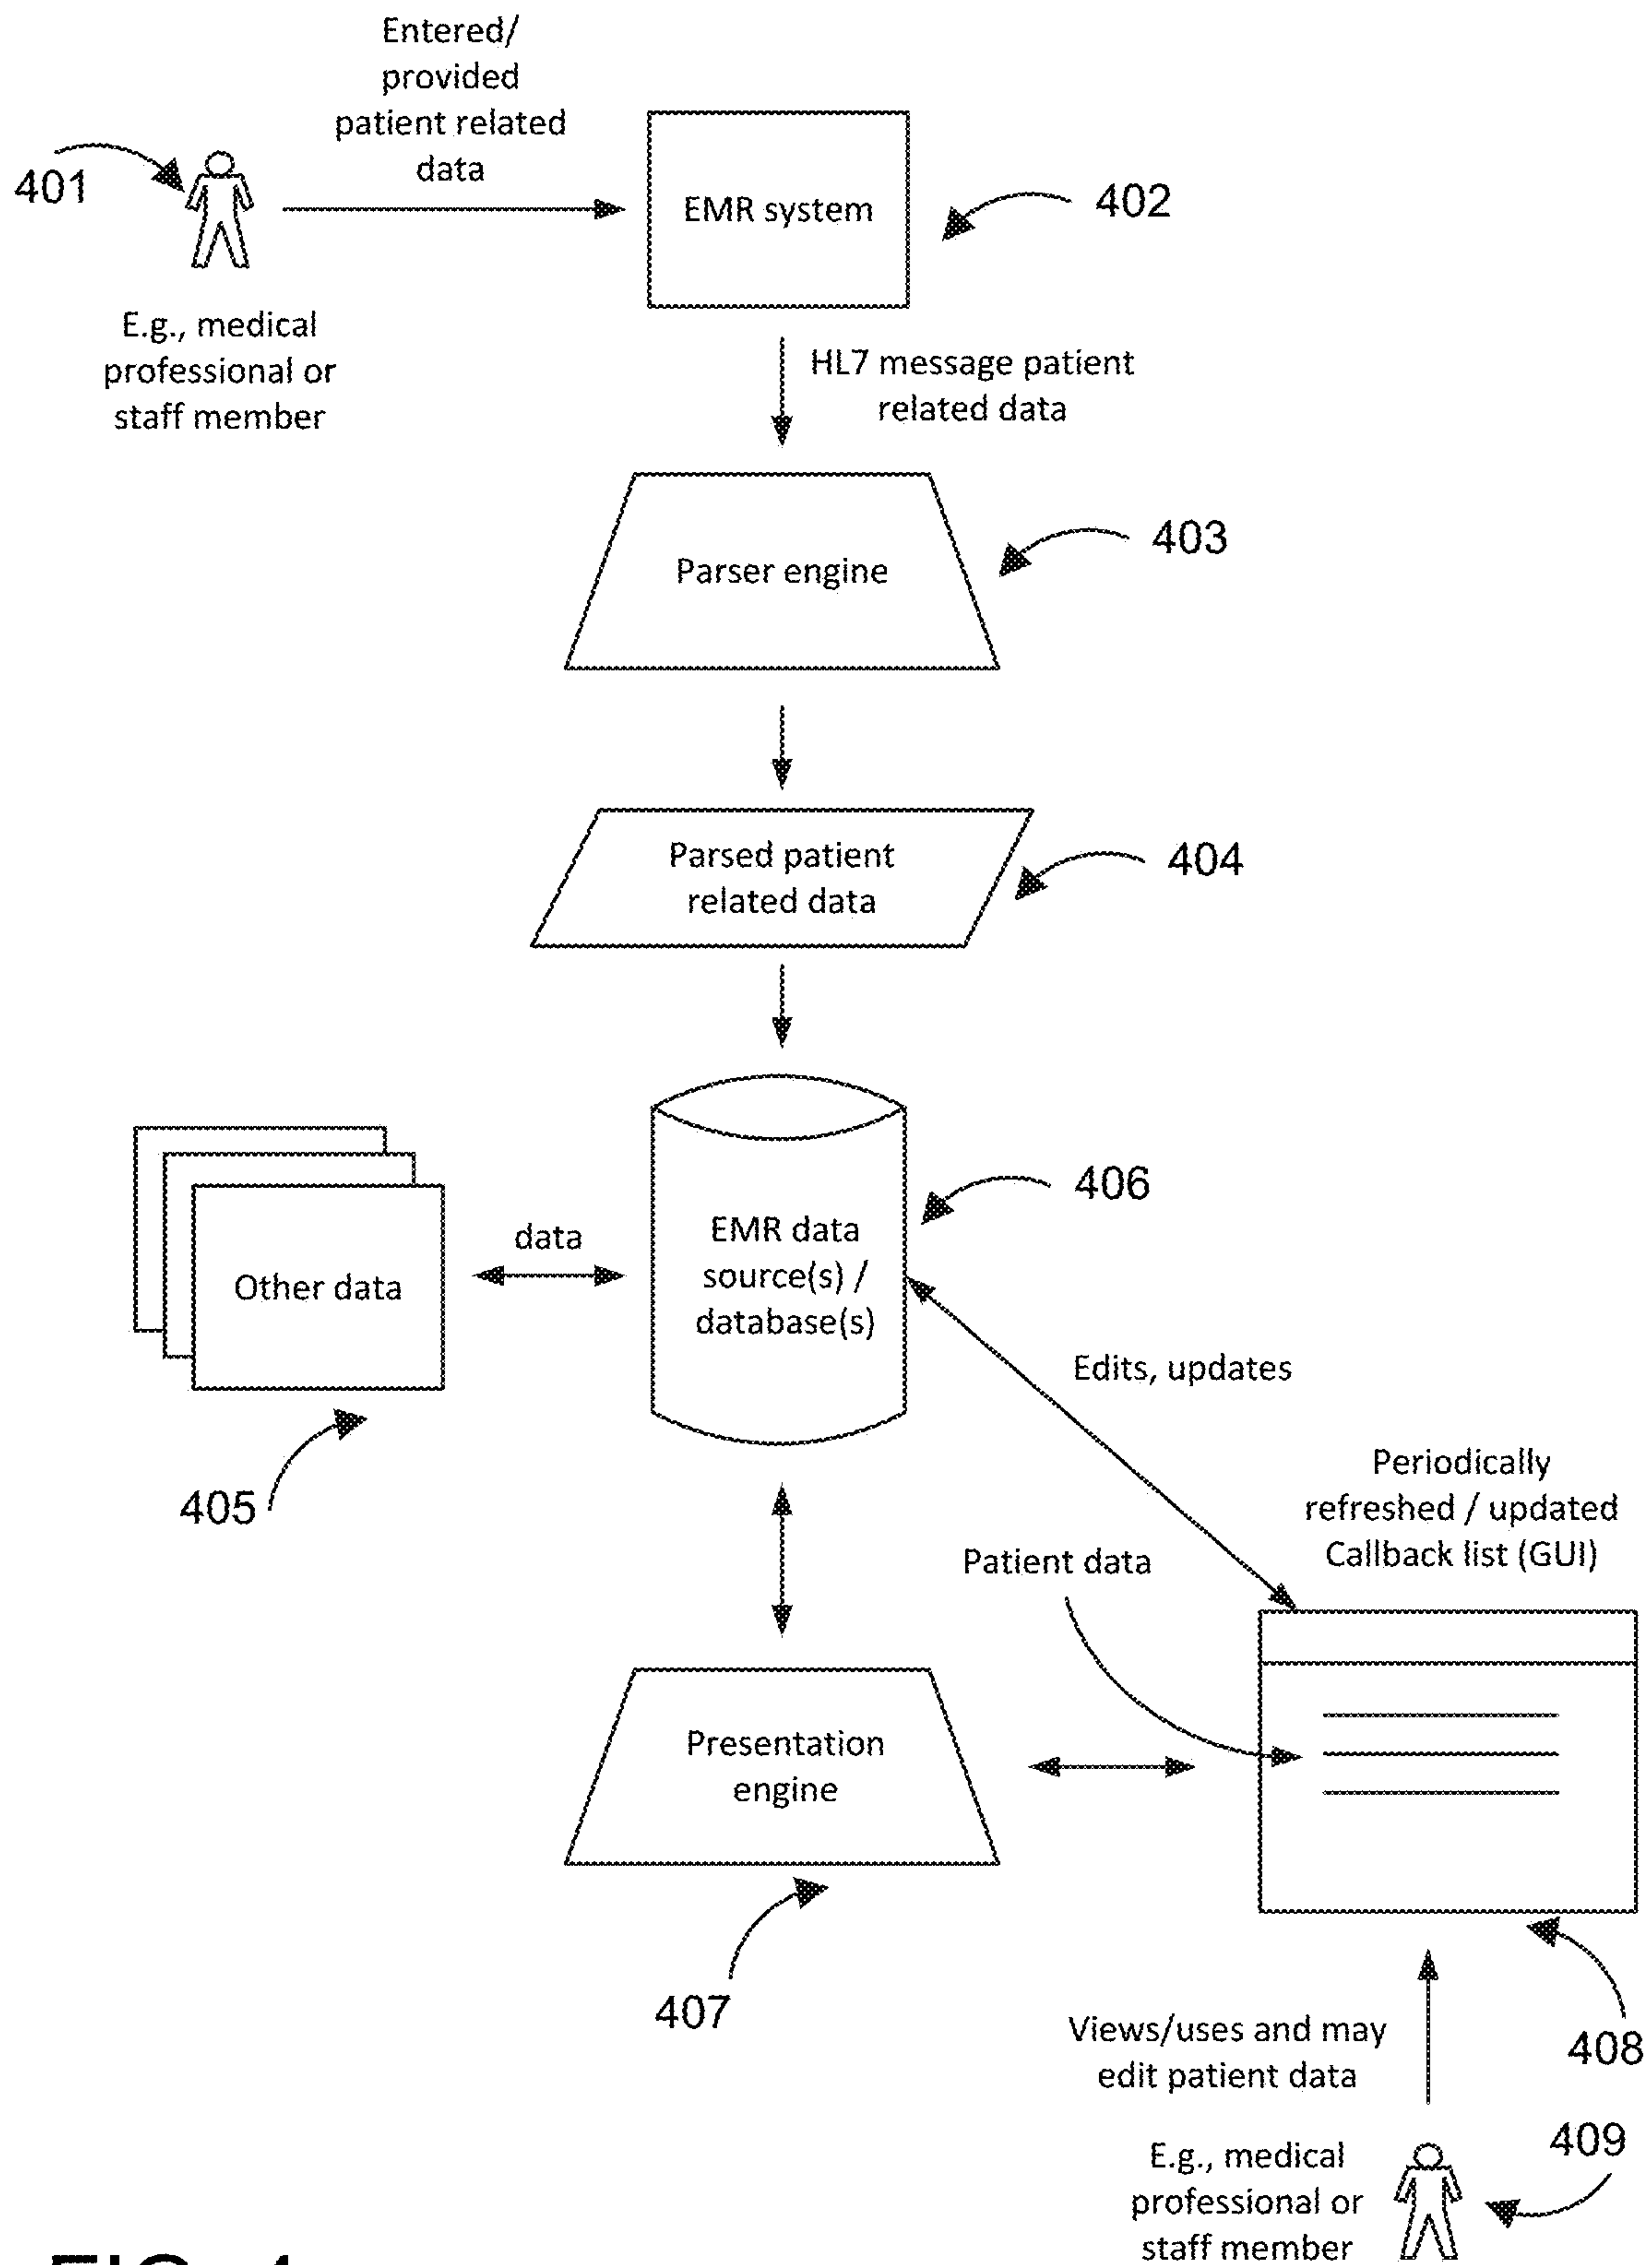 Entered/
provided
patient related
data
401
EMR system
402
E.g., medical
professional or
staff member
HL7 message patient
related data
Parser engine
403
Parsed patient
related data
404
406
data
EMR data
source(s) /
database(s)
Other data
Edits, updates
405
Periodically
refreshed / updated
Callback list (GUI)
Patient data
Presentation
engine
407
Views/uses and may
edit patient data
408
409
E.g., medical
professional or
staff member